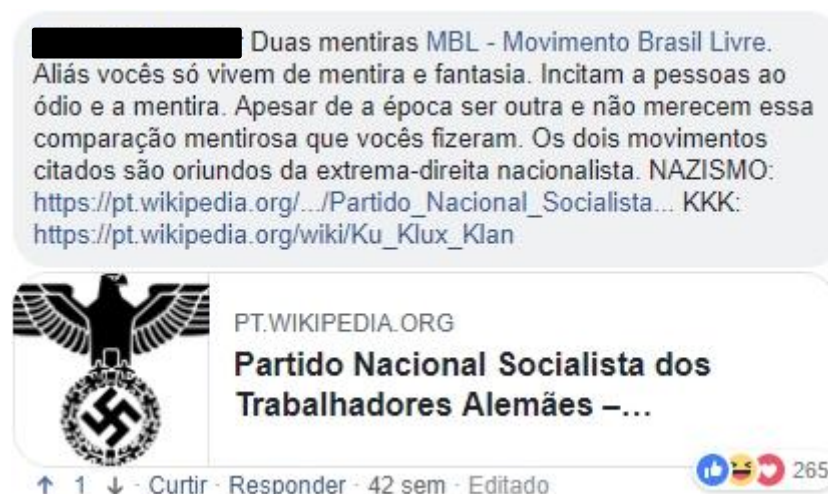 Duas mentiras MBL - Movimento Brasil Livre.
Aliás vocês só vivem de mentira e fantasia. Incitam a pessoas ao
ódio e a mentira. Apesar de a época ser outra e não merecem essa
comparação mentirosa que vocês fizeram. Os dois movimentos
citados são oriundos da extrema-direita nacionalista. NAZISMO:
https://pt.wikipedia.org/.../Partido_Nacional_Socialista... KKK:
https://pt.wikipedia.org/wiki/Ku_Klux_Klan
PT.WIKIPEDIA.ORG
Partido Nacional Socialista dos
Trabalhadores Alemães –...
↑ 1 ↓ · Curtir · Responder · 42 sem · Editado
265